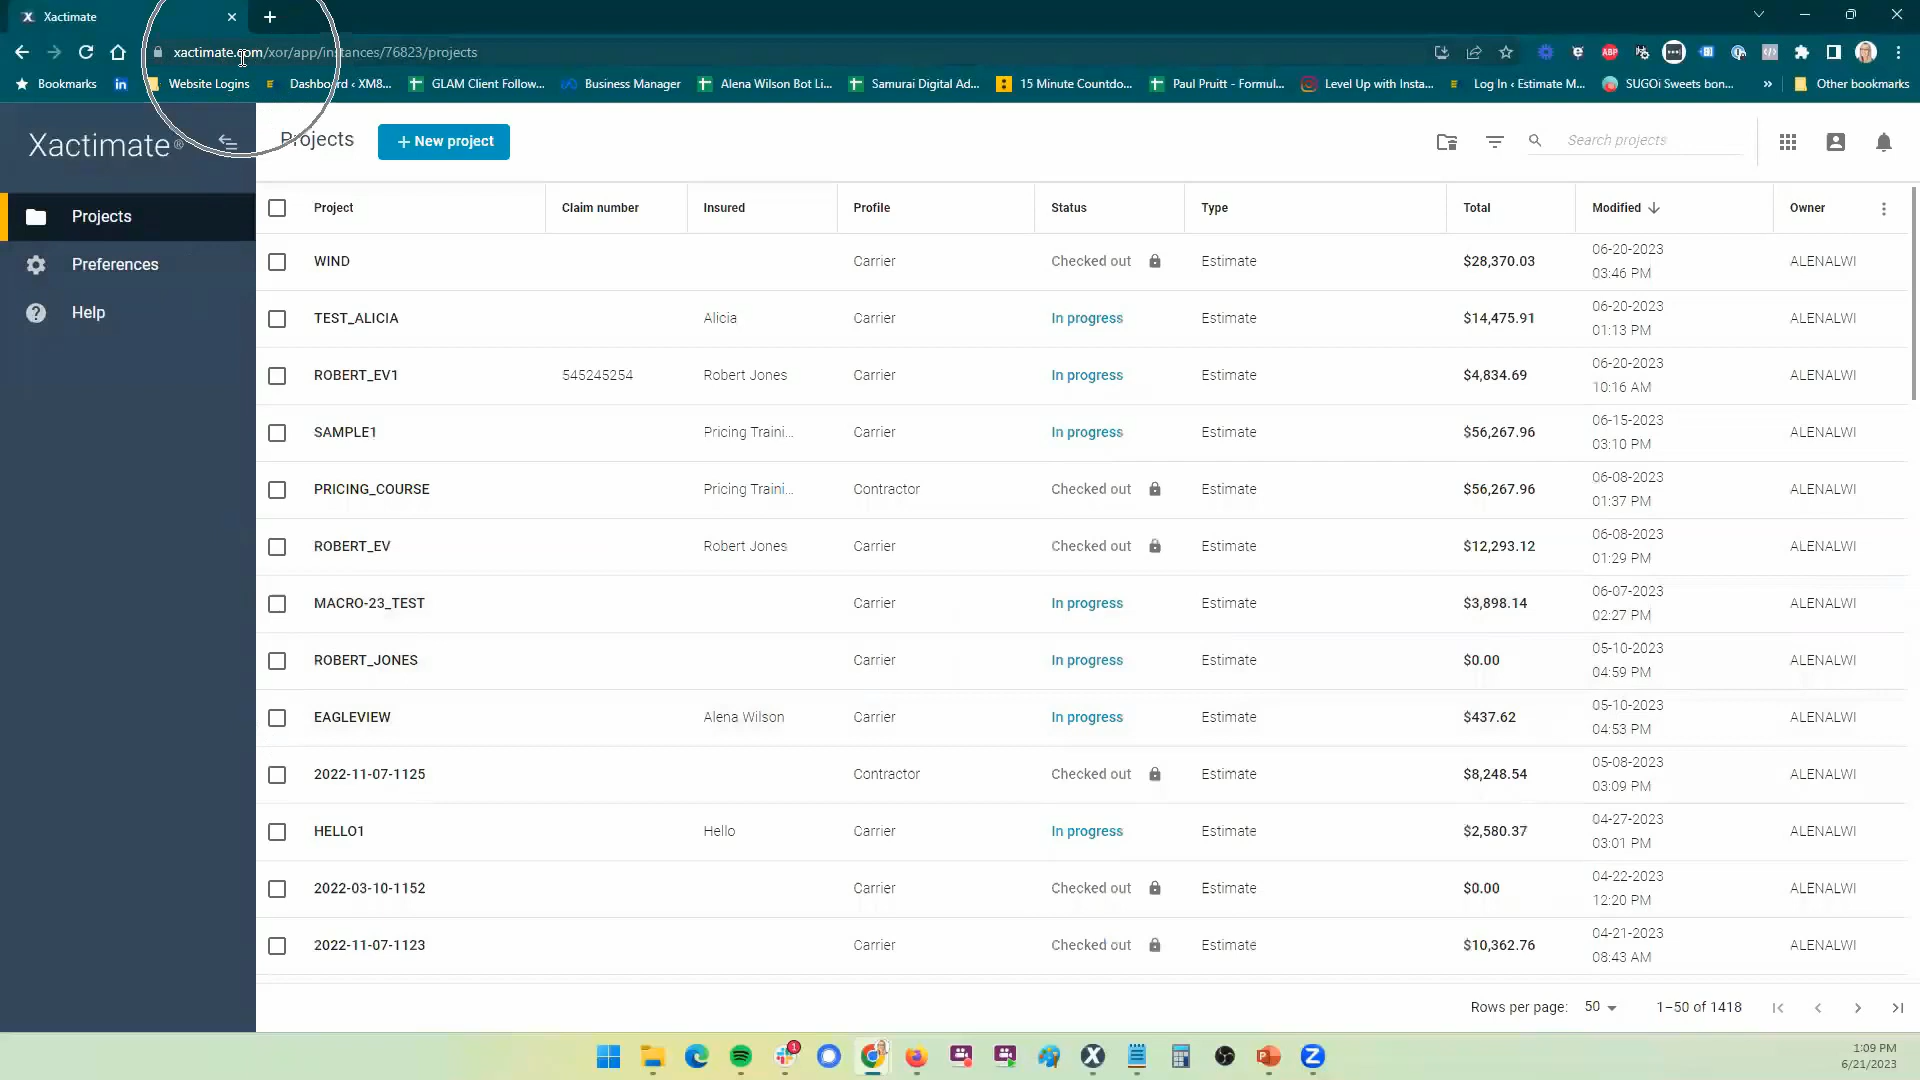 Xactimate
xactimate.com/xor/app/instances/76823/projects
Bookmarks
Website Logins
Dashboard ‹ XM8...
GLAM Client Follow...
Business Manager
Alena Wilson Bot Li...
Samurai Digital Ad...
15 Minute Countdo...
Paul Pruitt - Formul...
Level Up with Insta...
Log In ‹ Estimate M...
SUGOi Sweets bon...
»
Other bookmarks
Xactimate®
Projects
+ New project
Search projects
Projects
Preferences
Help
Project Claim number Insured Profile Status Type Total Modified Owner
WIND Carrier Checked out Estimate $28,370.03 06-20-2023 03:46 PM ALENALWI
TEST_ALICIA Alicia Carrier In progress Estimate $14,475.91 06-20-2023 01:13 PM ALENALWI
ROBERT_EV1 545245254 Robert Jones Carrier In progress Estimate $4,834.69 06-20-2023 10:16 AM ALENALWI
SAMPLE1 Pricing Traini... Carrier In progress Estimate $56,267.96 06-15-2023 03:10 PM ALENALWI
PRICING_COURSE Pricing Traini... Contractor Checked out Estimate $56,267.96 06-08-2023 01:37 PM ALENALWI
ROBERT_EV Robert Jones Carrier Checked out Estimate $12,293.12 06-08-2023 01:29 PM ALENALWI
MACRO-23_TEST Carrier In progress Estimate $3,898.14 06-07-2023 02:27 PM ALENALWI
ROBERT_JONES Carrier In progress Estimate $0.00 05-10-2023 04:59 PM ALENALWI
EAGLEVIEW Alena Wilson Carrier In progress Estimate $437.62 05-10-2023 04:53 PM ALENALWI
2022-11-07-1125 Contractor Checked out Estimate $8,248.54 05-08-2023 03:09 PM ALENALWI
HELLO1 Hello Carrier In progress Estimate $2,580.37 04-27-2023 03:01 PM ALENALWI
2022-03-10-1152 Carrier Checked out Estimate $0.00 04-22-2023 12:20 PM ALENALWI
2022-11-07-1123 Carrier Checked out Estimate $10,362.76 04-21-2023 08:43 AM ALENALWI
Rows per page: 50 1–50 of 1418
1:09 PM
6/21/2023